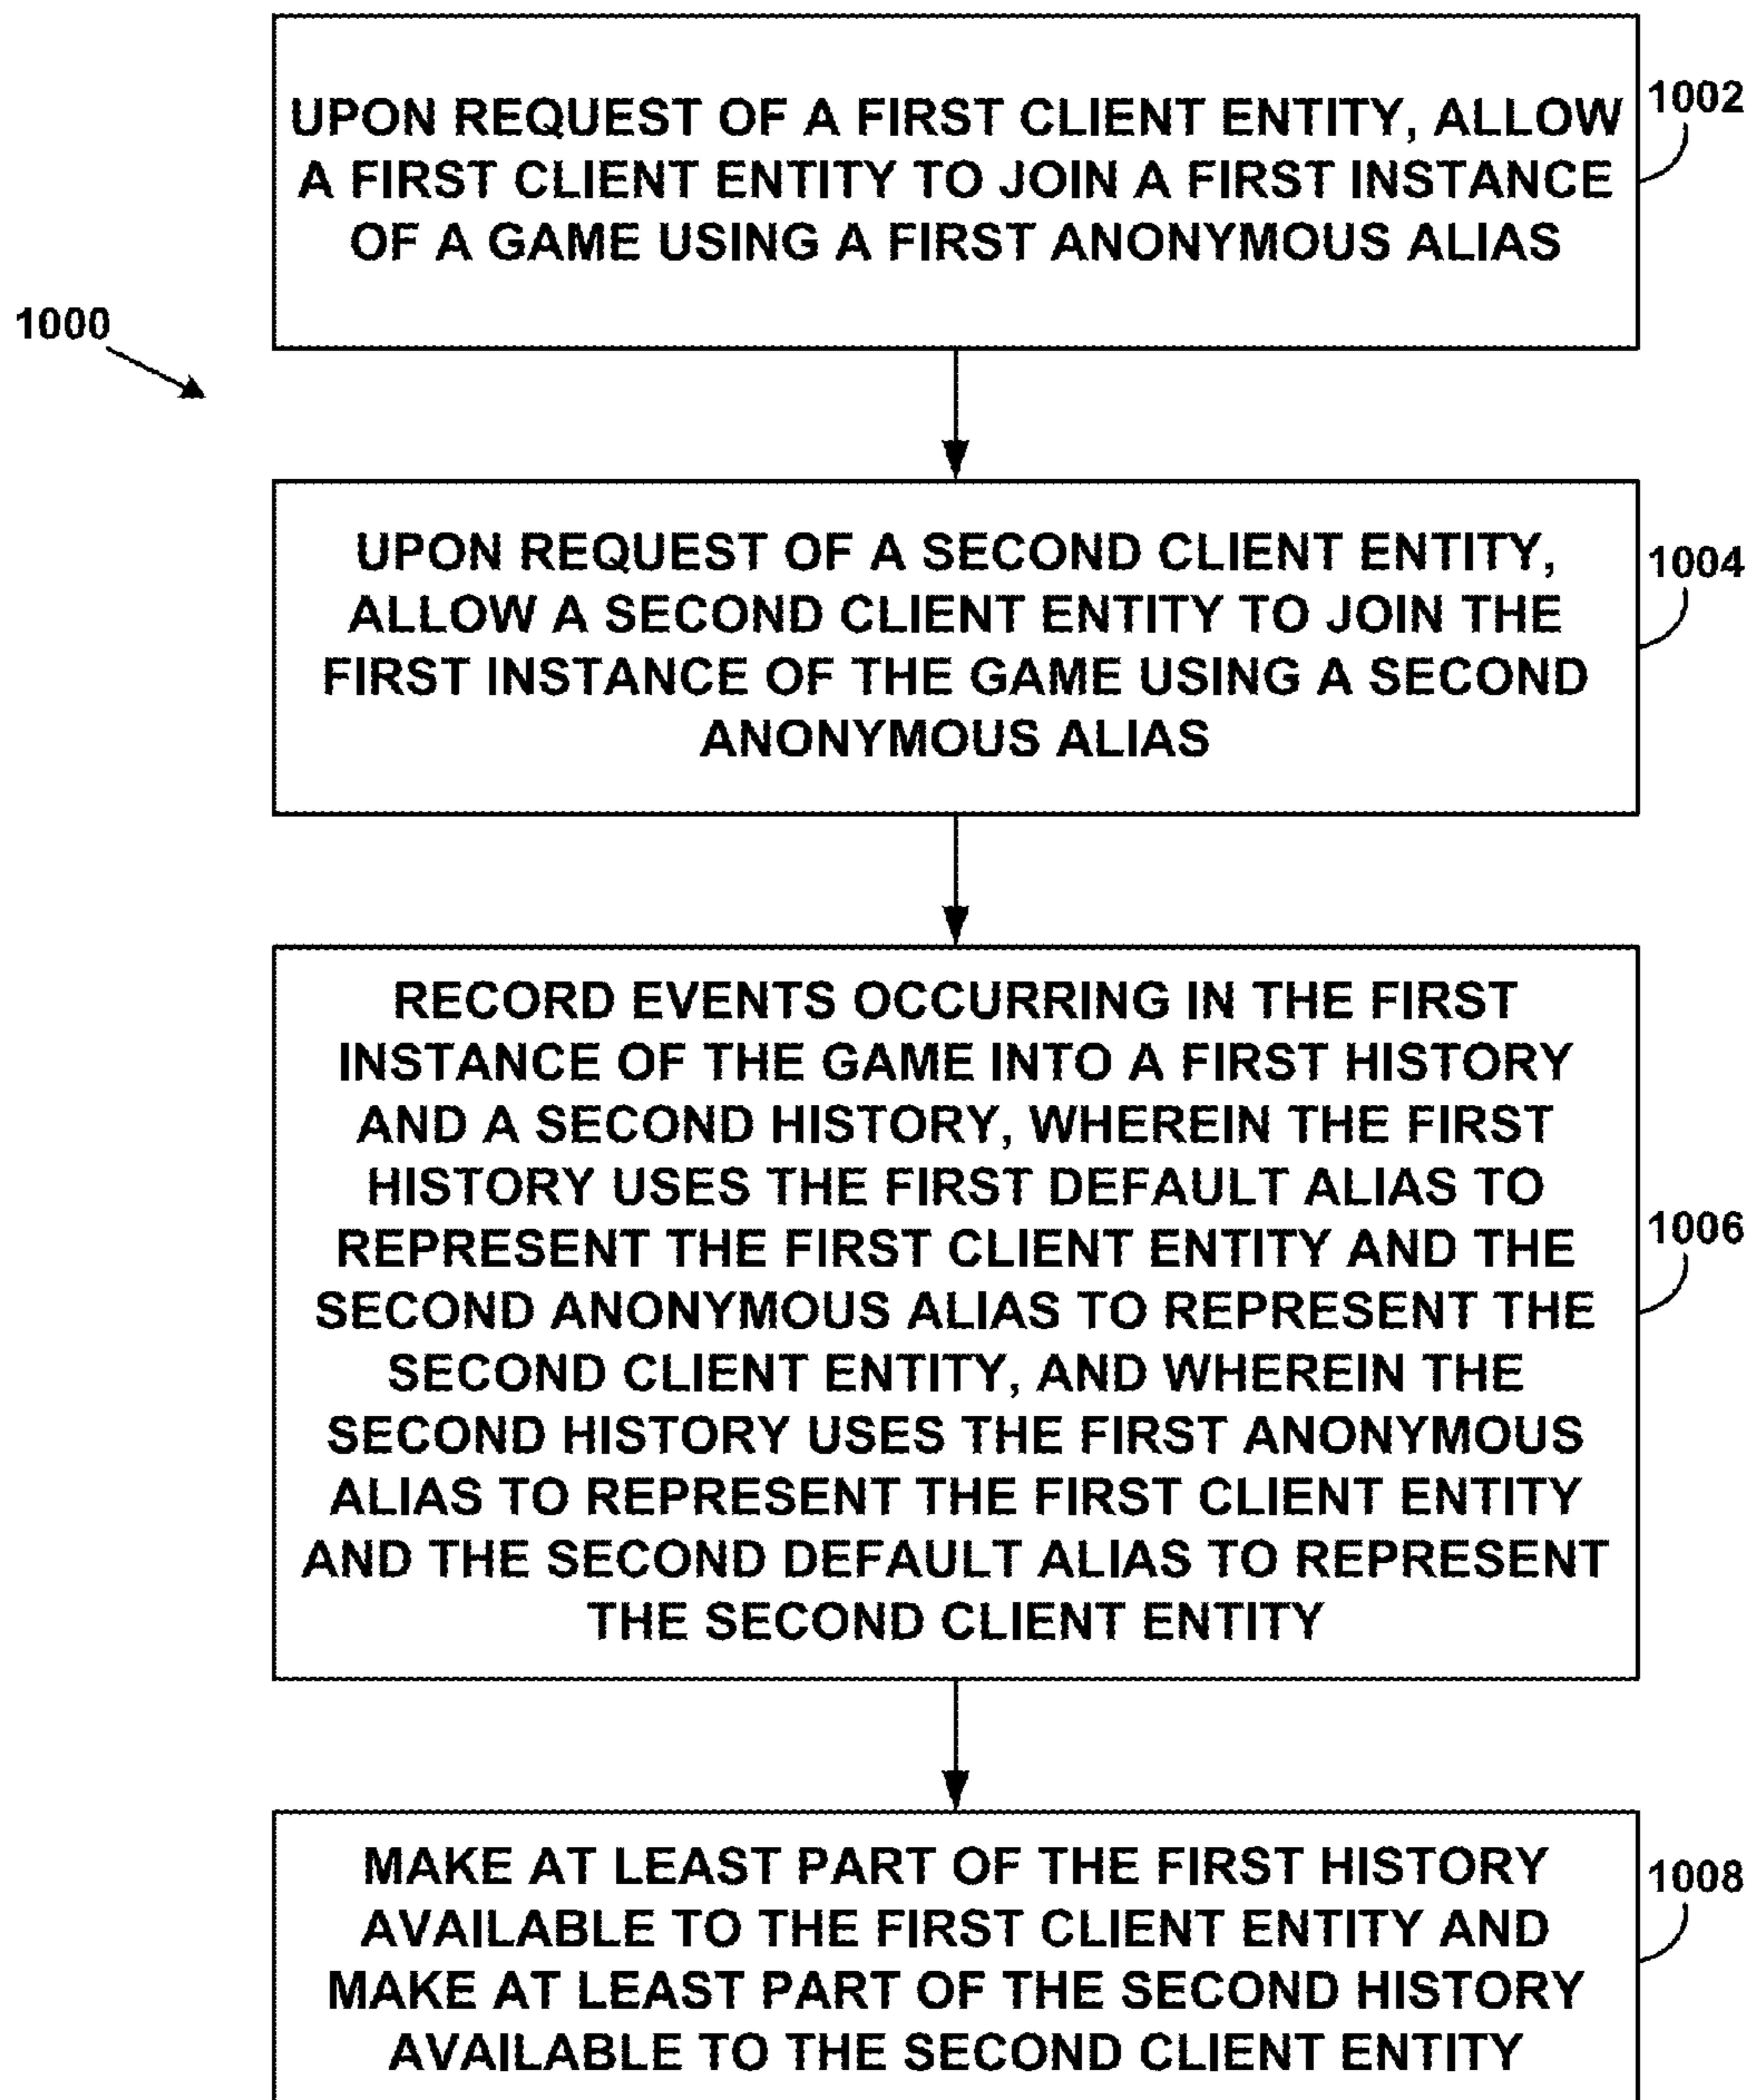 UPON REQUEST OF A FIRST CLIENT ENTITY, ALLOW
A FIRST CLIENT ENTITY TO JOIN A FIRST INSTANCE
OF A GAME USING A FIRST ANONYMOUS ALIAS
1002
1000
UPON REQUEST OF A SECOND CLIENT ENTITY,
ALLOW A SECOND CLIENT ENTITY TO JOIN THE
FIRST INSTANCE OF THE GAME USING A SECOND
ANONYMOUS ALIAS
1004
RECORD EVENTS OCCURRING IN THE FIRST
INSTANCE OF THE GAME INTO A FIRST HISTORY
AND A SECOND HISTORY, WHEREIN THE FIRST
HISTORY USES THE FIRST DEFAULT ALIAS TO
REPRESENT THE FIRST CLIENT ENTITY AND THE
SECOND ANONYMOUS ALIAS TO REPRESENT THE
SECOND CLIENT ENTITY, AND WHEREIN THE
SECOND HISTORY USES THE FIRST ANONYMOUS
ALIAS TO REPRESENT THE FIRST CLIENT ENTITY
AND THE SECOND DEFAULT ALIAS TO REPRESENT
THE SECOND CLIENT ENTITY
1006
MAKE AT LEAST PART OF THE FIRST HISTORY
AVAILABLE TO THE FIRST CLIENT ENTITY AND
MAKE AT LEAST PART OF THE SECOND HISTORY
AVAILABLE TO THE SECOND CLIENT ENTITY
1008